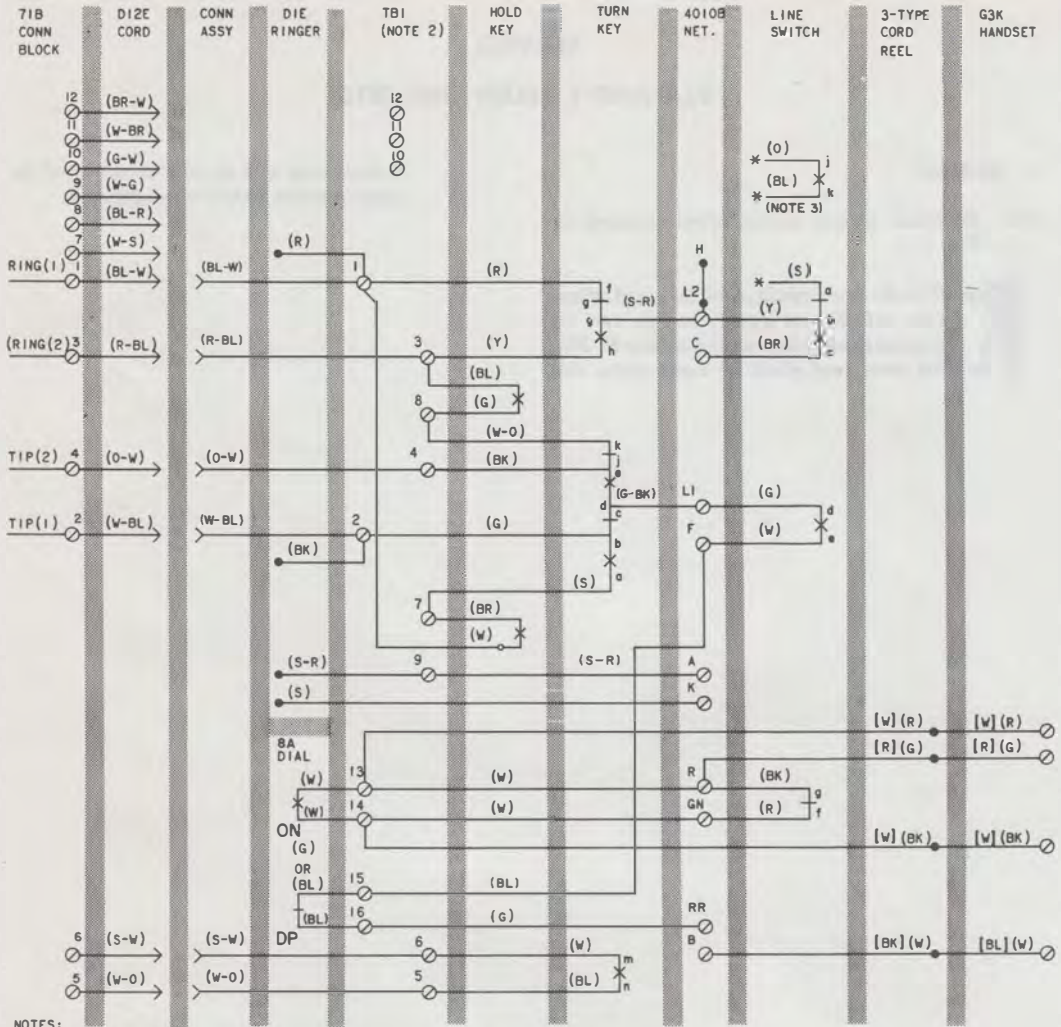 71B CONN BLOCK
D12E CORD
CONN ASSY
DIE RINGER
TB1 (NOTE 2)
HOLD KEY
TURN KEY
4010B NET.
LINE SWITCH
3-TYPE CORD REEL
G3K HANDSET
12 (BR-W) 12
11 (W-BR) 11
10 (G-W) 10
* (O) j
9 (W-G)
(BL) k
* (NOTE 3)
8 (BL-R)
7 (W-S) (R) H
RING(1) 1 (BL-W) (BL-W) 1 (R) f L2 * (S) a
g (S-R) (Y)
g
(RING(2) 3 (R-BL) (R-BL) 3 (Y) h C (BR) c
(BL)
8 (G)
(W-O) k
TIP(2) 4 (O-W) (O-W) 4 (BK) j
e
d (G-BK) L1 (G) d
c
TIP(1) 2 (W-BL) (W-BL) 2 (G) F (W) e
(BK) b
a
(S)
7 (BR)
(W)
(S-R) 9 (S-R) A
(S) K
[W](R) [W](R)
8A DIAL
[R](G) [R](G)
(W) 13 (W) R (BK) g
(W) 14 (W) GN (R) f
ON
(G)
[W](BK) [W](BK)
OR
(BL) 15 (BL)
(BL) 16 (G) RR
DP
6 (S-W) (S-W) 6 (W) m B [BK](W) [BL](W)
5 (W-O) (W-O) 5 (BL) n
NOTES: